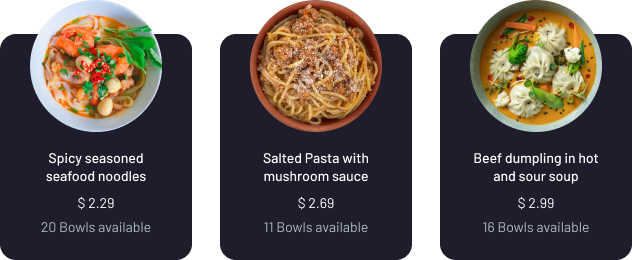 Spicy seasoned
seafood noodles
$ 2.29
20 Bowls available
Salted Pasta with
mushroom sauce
$ 2.69
11 Bowls available
Beef dumpling in hot
and sour soup
$ 2.99
16 Bowls available